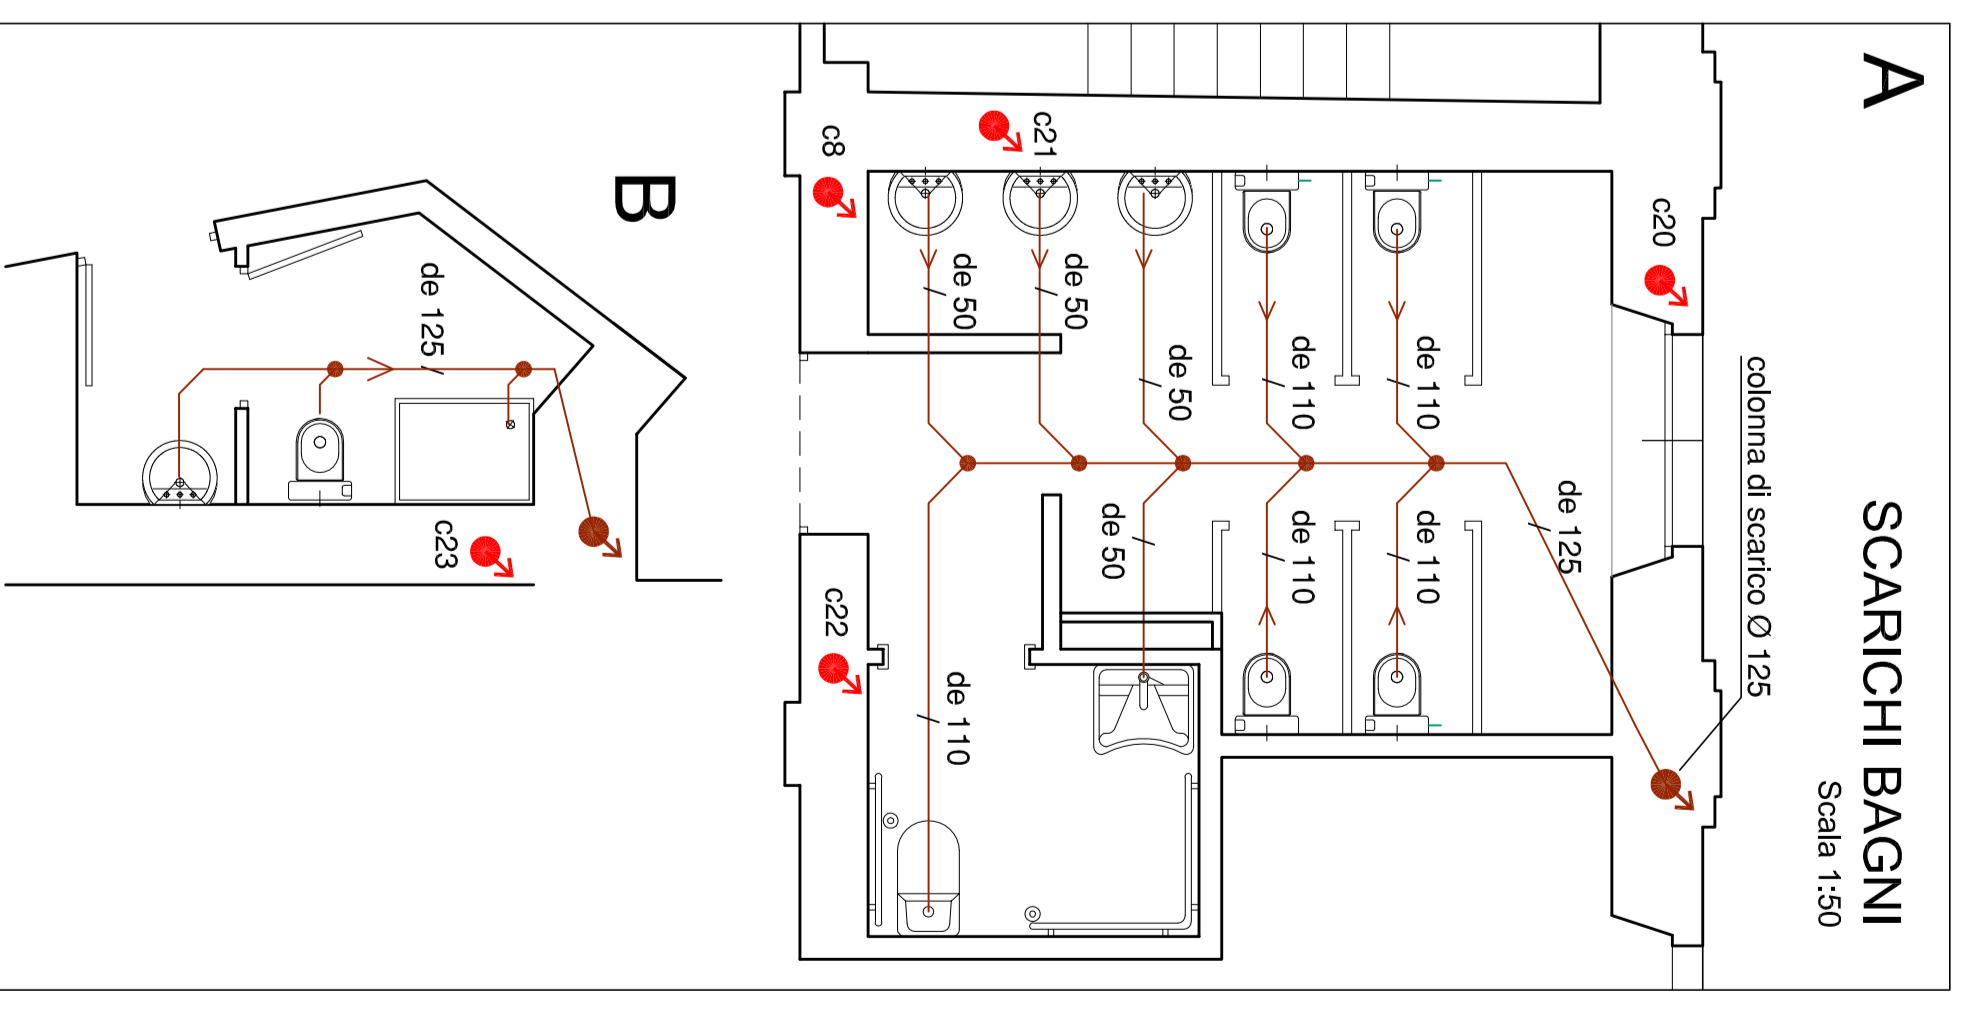 A
SCARICHI BAGNI
Scala 1:50
colonna di scarico Ø 125
c20
de 125
de 110
de 110
de 110
de 110
de 50
de 50
c21
de 50
de 50
de 110
c8
c22
B
de 125
c23